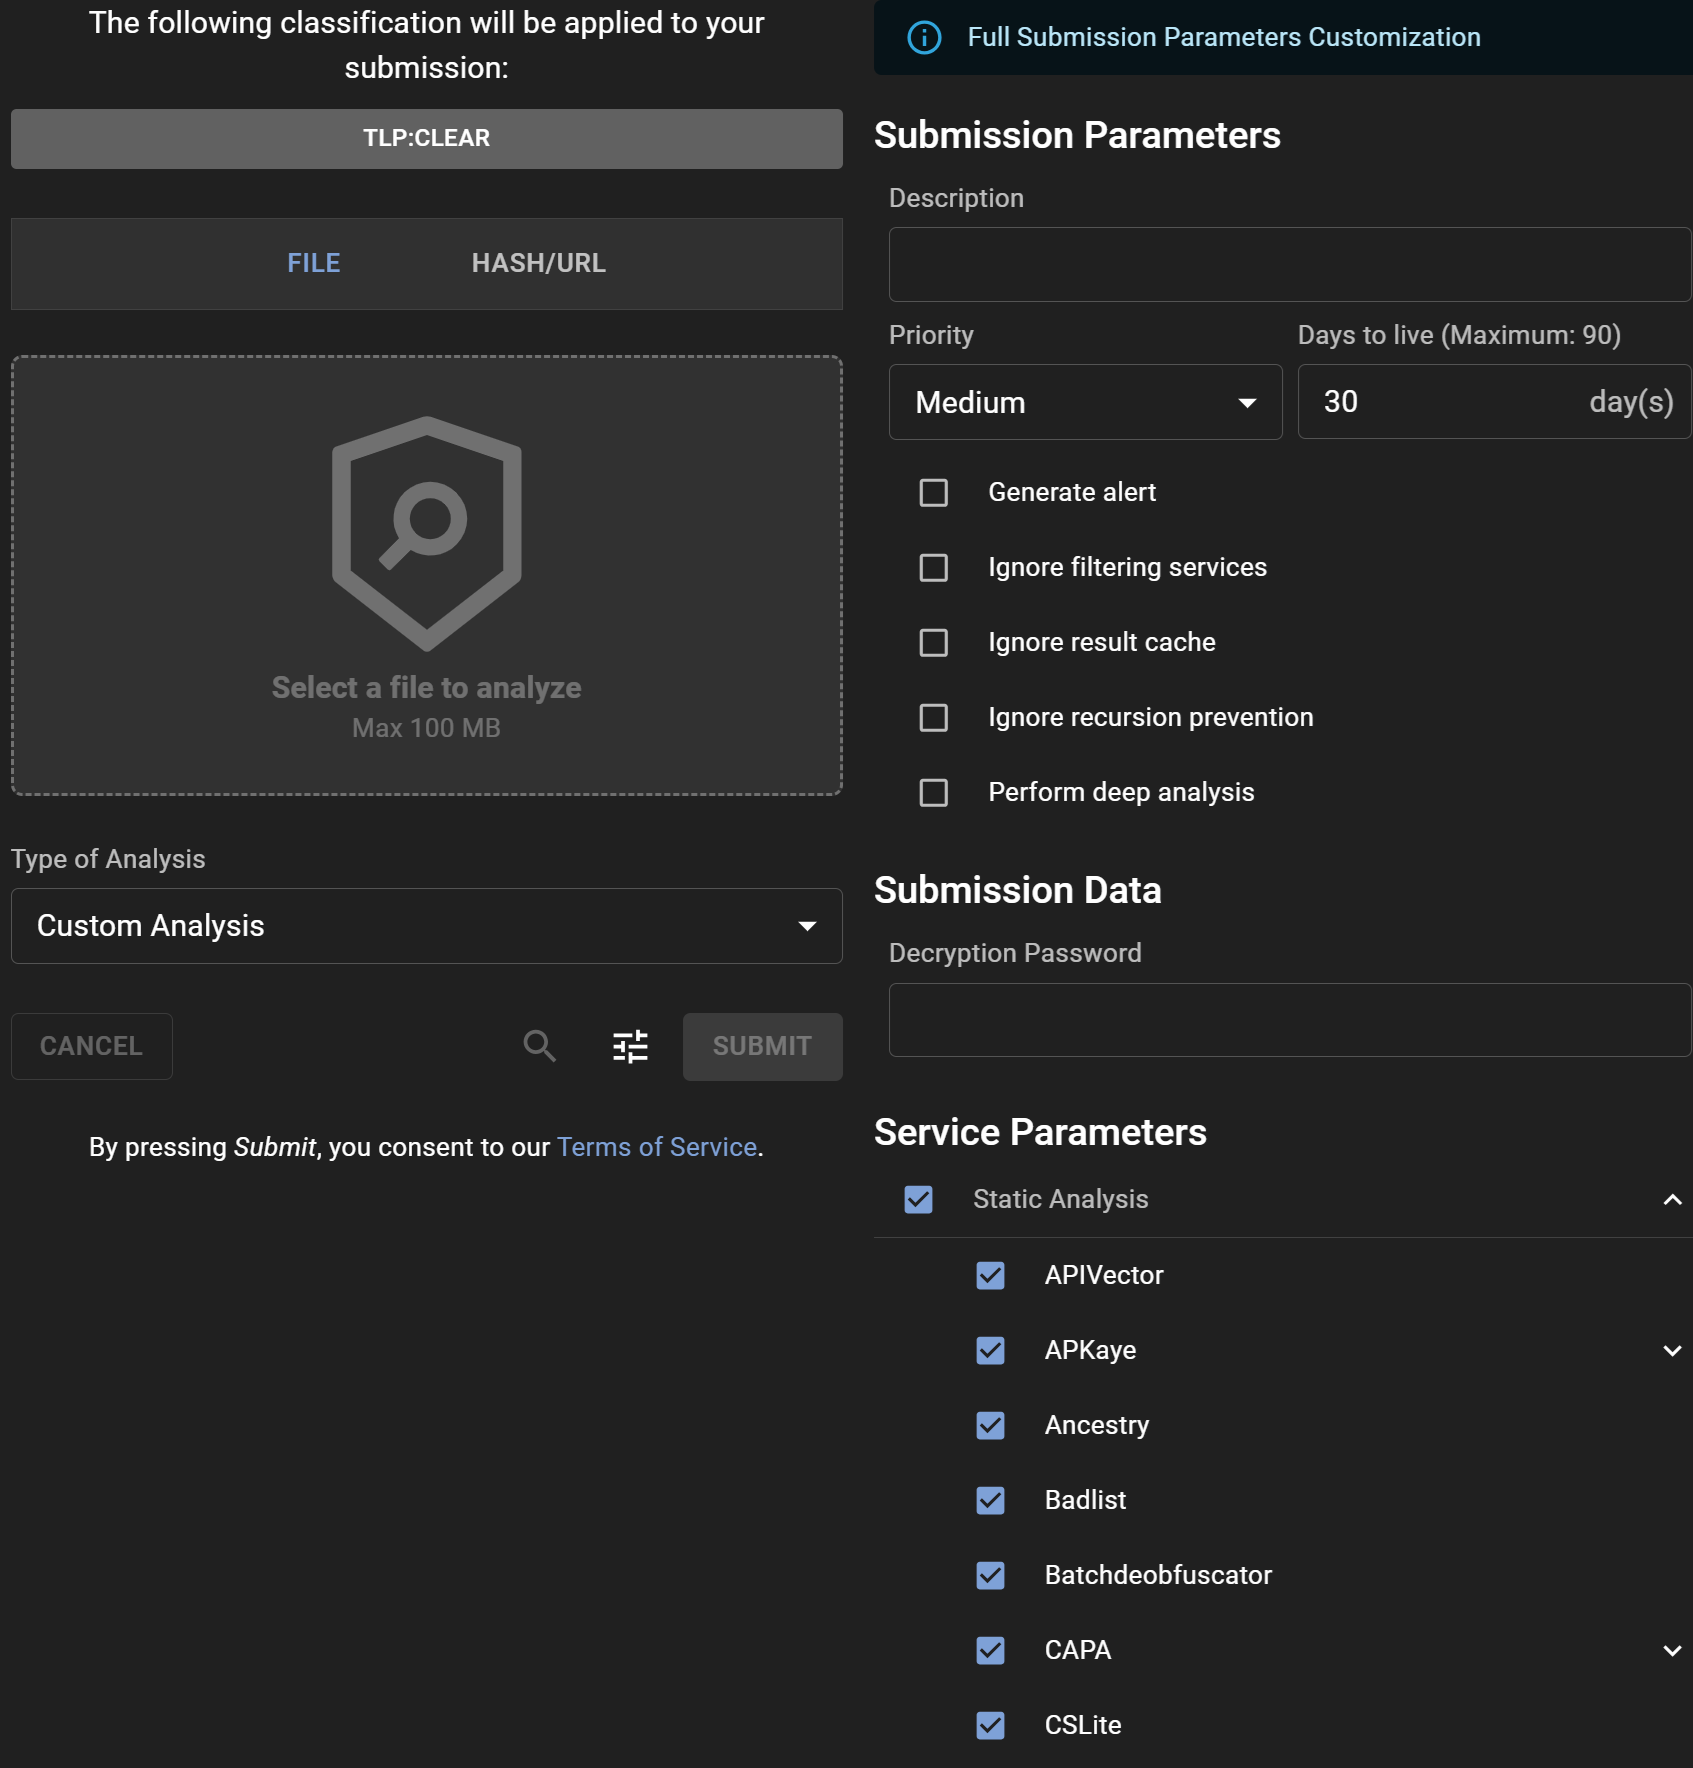 The following classification will be applied to your
submission:
TLP:CLEAR
FILE
HASH/URL
Select a file to analyze
Max 100 MB
Type of Analysis
Custom Analysis
CANCEL
SUBMIT
By pressing Submit, you consent to our Terms of Service.
Full Submission Parameters Customization
Submission Parameters
Description
Priority
Days to live (Maximum: 90)
Medium
30
day(s)
Generate alert
Ignore filtering services
Ignore result cache
Ignore recursion prevention
Perform deep analysis
Submission Data
Decryption Password
Service Parameters
Static Analysis
APIVector
APKaye
Ancestry
Badlist
Batchdeobfuscator
CAPA
CSLite